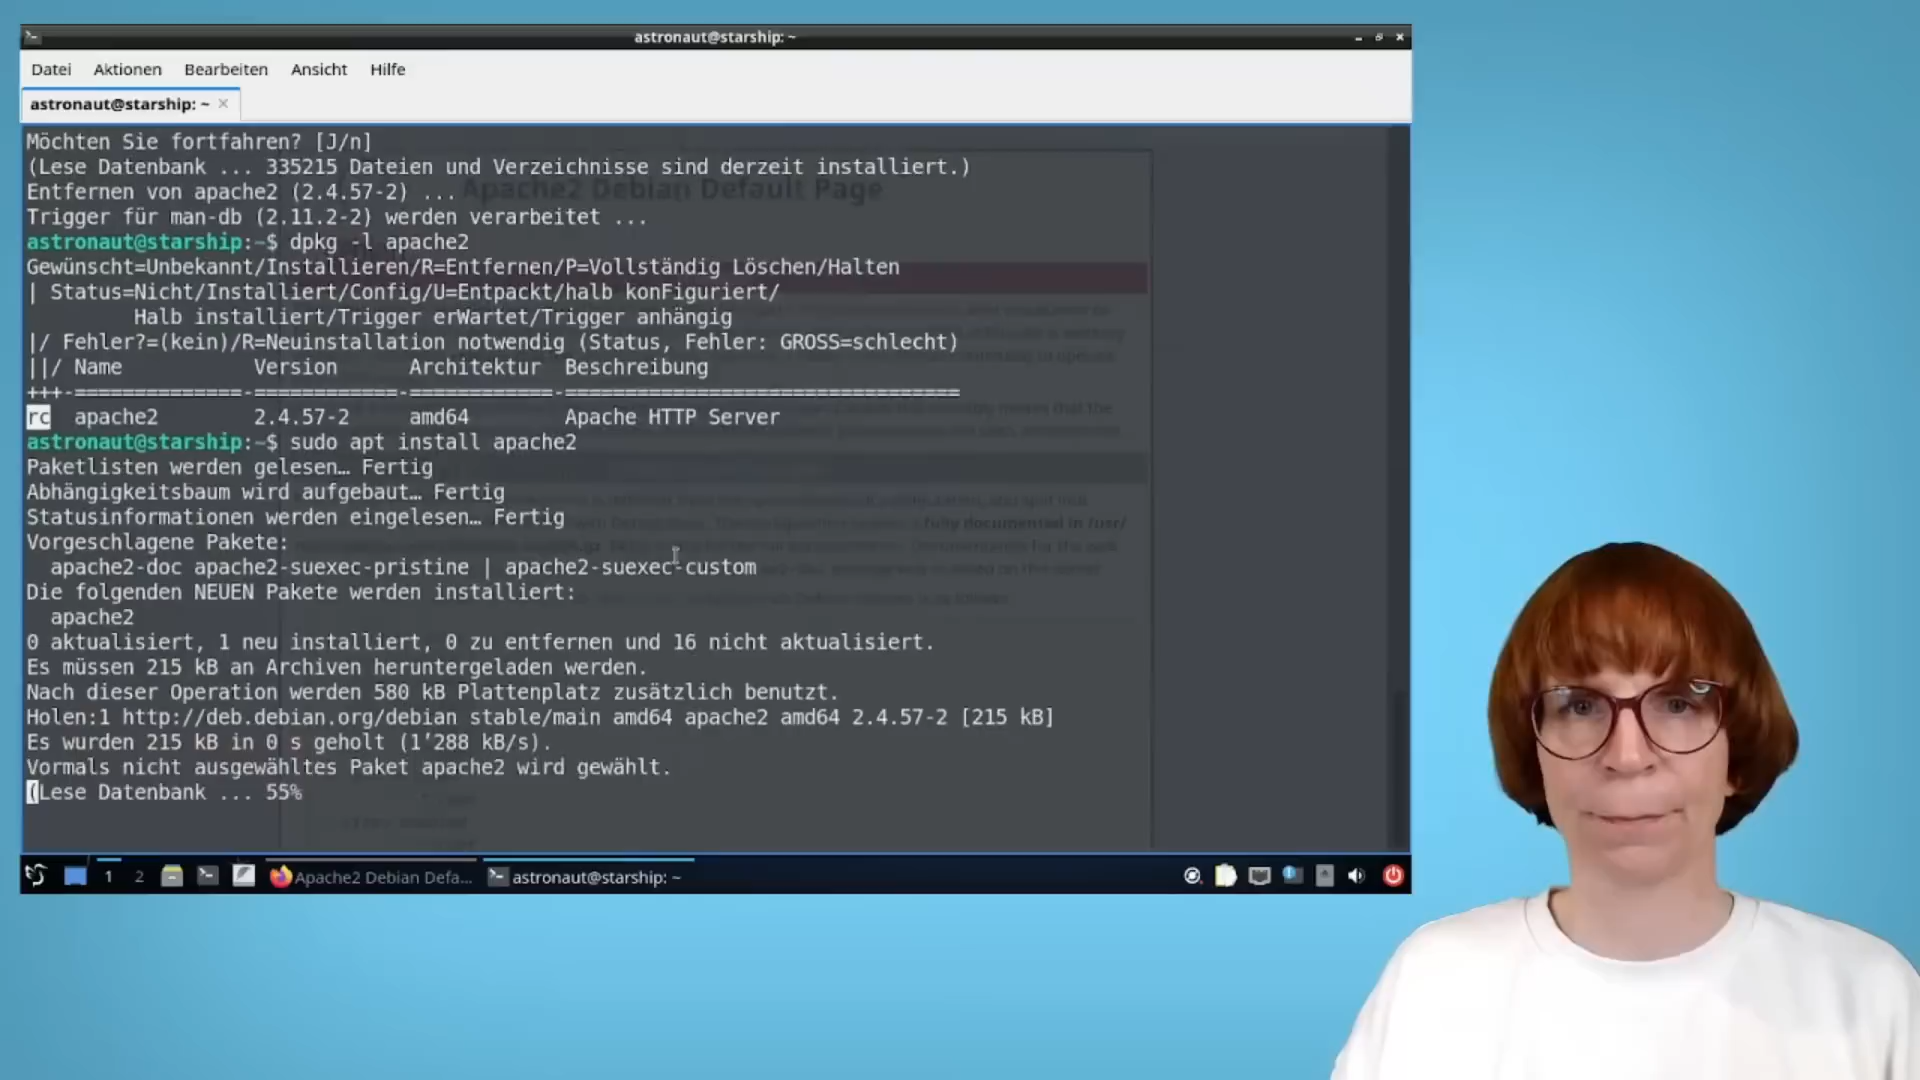 astronaut@starship: ~
Datei Aktionen Bearbeiten Ansicht Hilfe
astronaut@starship: ~
Möchten Sie fortfahren? [J/n]
(Lese Datenbank ... 335215 Dateien und Verzeichnisse sind derzeit installiert.)
Entfernen von apache2 (2.4.57-2) ...
Apache2 Debian Default Page
Trigger für man-db (2.11.2-2) werden verarbeitet ...
astronaut@starship:~$ dpkg -l apache2
Gewünscht=Unbekannt/Installieren/R=Entfernen/P=Vollständig Löschen/Halten
| Status=Nicht/Installiert/Config/U=Entpackt/halb konFiguriert/
Halb installiert/Trigger erWartet/Trigger anhängig
|/ Fehler?=(kein)/R=Neuinstallation notwendig (Status, Fehler: GROSS=schlecht)
||/ Name Version Architektur Beschreibung
+++-==============-============-============-=================================
rc apache2 2.4.57-2 amd64 Apache HTTP Server
astronaut@starship:~$ sudo apt install apache2
Paketlisten werden gelesen… Fertig
Abhängigkeitsbaum wird aufgebaut… Fertig
Statusinformationen werden eingelesen… Fertig
fully documented in /usr/
Vorgeschlagene Pakete:
apache2-doc apache2-suexec-pristine | apache2-suexec-custom
Die folgenden NEUEN Pakete werden installiert:
apache2
0 aktualisiert, 1 neu installiert, 0 zu entfernen und 16 nicht aktualisiert.
Es müssen 215 kB an Archiven heruntergeladen werden.
Nach dieser Operation werden 580 kB Plattenplatz zusätzlich benutzt.
Holen:1 http://deb.debian.org/debian stable/main amd64 apache2 amd64 2.4.57-2 [215 kB]
Es wurden 215 kB in 0 s geholt (1’288 kB/s).
Vormals nicht ausgewähltes Paket apache2 wird gewählt.
(Lese Datenbank ... 55%
1 2 Apache2 Debian Defa... astronaut@starship: ~